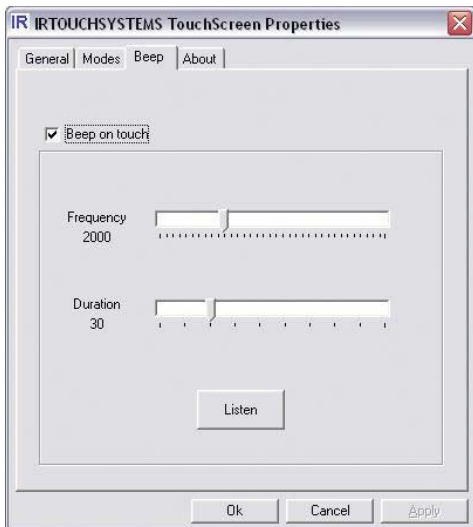 IR IRTOUCHSYSTEMS TouchScreen Properties
General Modes Beep About
Beep on touch
Frequency
2000
Duration
30
Listen
Ok Cancel Apply